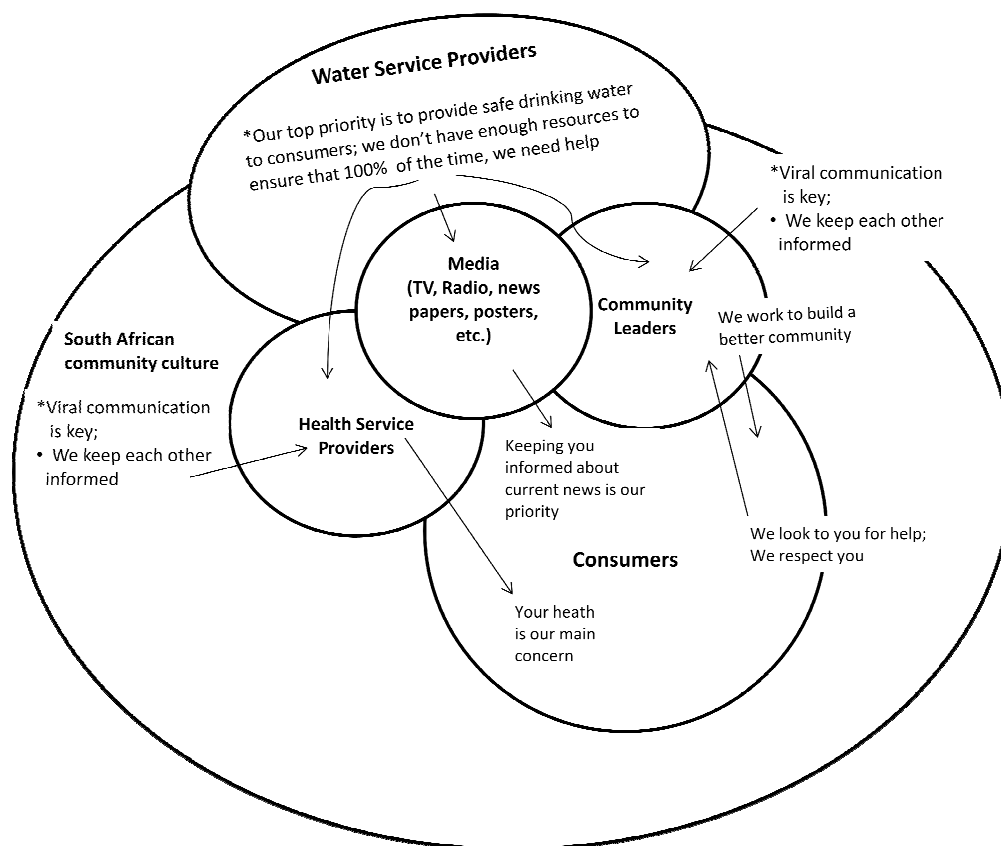 Water Service Providers
*Our top priority is to provide safe drinking water
to consumers; we don't have enough resources to
ensure that 100% of the time, we need help
*Viral communication
is key;
• We keep each other
informed
Media
(TV, Radio, news
papers, posters,
etc.)
Community
Leaders
We work to build a
better community
South African
community culture
*Viral communication
is key;
• We keep each other
informed
Health Service
Providers
Keeping you
informed about
current news is our
priority
We look to you for help;
We respect you
Consumers
Your heath
is our main
concern